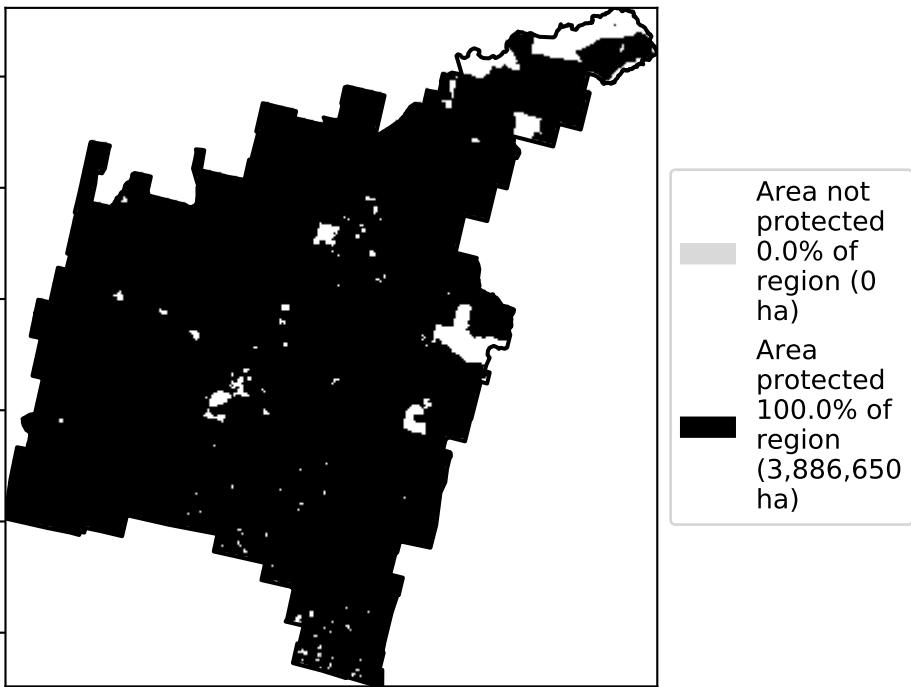 Area not
protected
0.0% of
region (0
ha)
Area
protected
100.0% of
region
(3,886,650
ha)